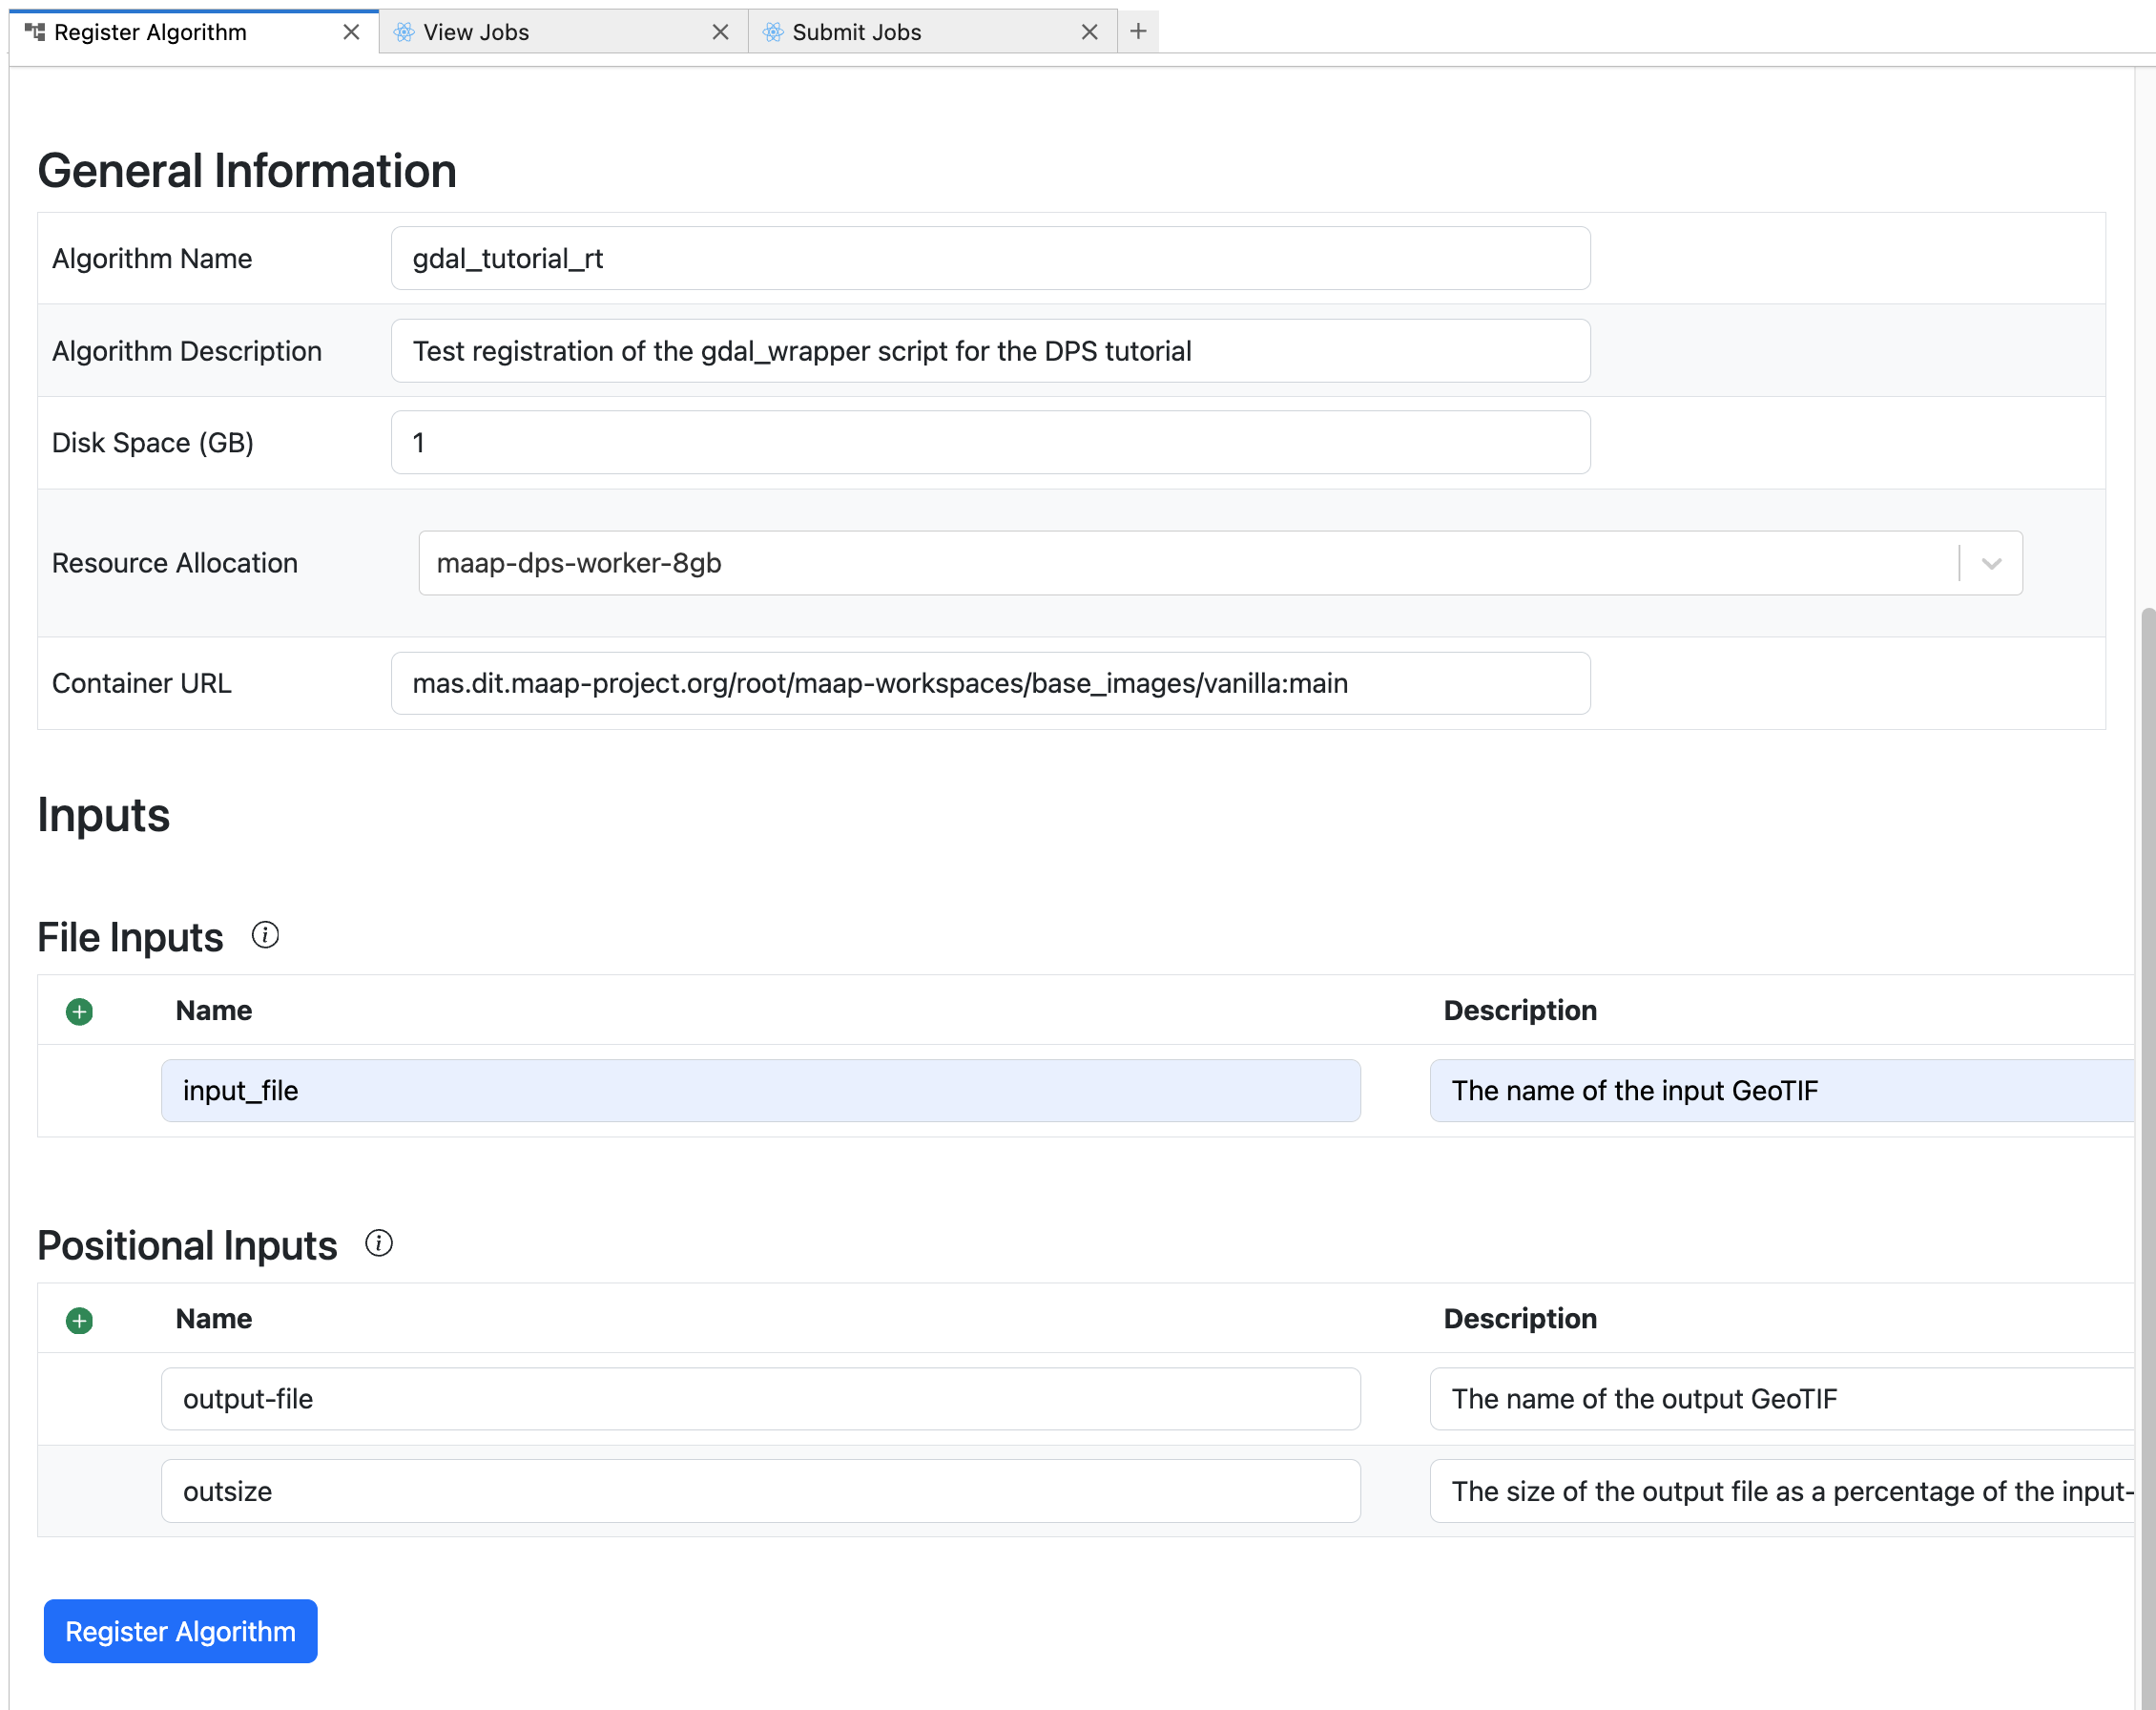 Register Algorithm
View Jobs
Submit Jobs
General Information
Algorithm Name gdal_tutorial_rt
Algorithm Description Test registration of the gdal_wrapper script for the DPS tutorial
Disk Space (GB) 1
Resource Allocation maap-dps-worker-8gb
Container URL mas.dit.maap-project.org/root/maap-workspaces/base_images/vanilla:main
Inputs
File Inputs
Name Description
input_file The name of the input GeoTIF
Positional Inputs
Name Description
output-file The name of the output GeoTIF
outsize The size of the output file as a percentage of the input-
Register Algorithm